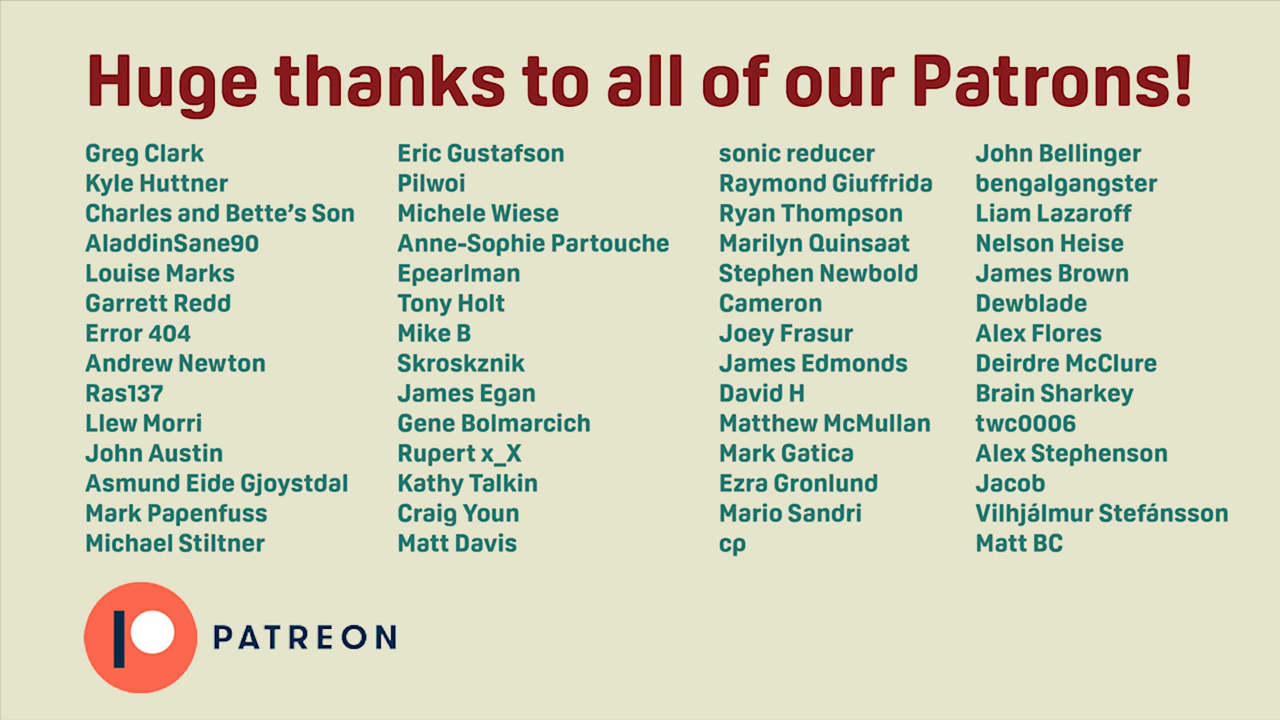 Huge thanks to all of our Patrons!
Greg Clark
Kyle Huttner
Charles and Bette’s Son
AladdinSane90
Louise Marks
Garrett Redd
Error 404
Andrew Newton
Ras137
Llew Morri
John Austin
Asmund Eide Gjoystdal
Mark Papenfuss
Michael Stiltner
Eric Gustafson
Pilwoi
Michele Wiese
Anne-Sophie Partouche
Epearlman
Tony Holt
Mike B
Skroskznik
James Egan
Gene Bolmarcich
Rupert x_X
Kathy Talkin
Craig Youn
Matt Davis
sonic reducer
Raymond Giuffrida
Ryan Thompson
Marilyn Quinsaat
Stephen Newbold
Cameron
Joey Frasur
James Edmonds
David H
Matthew McMullan
Mark Gatica
Ezra Gronlund
Mario Sandri
cp
John Bellinger
bengalgangster
Liam Lazaroff
Nelson Heise
James Brown
Dewblade
Alex Flores
Deirdre McClure
Brain Sharkey
twc0006
Alex Stephenson
Jacob
Vilhjálmur Stefánsson
Matt BC
PATREON